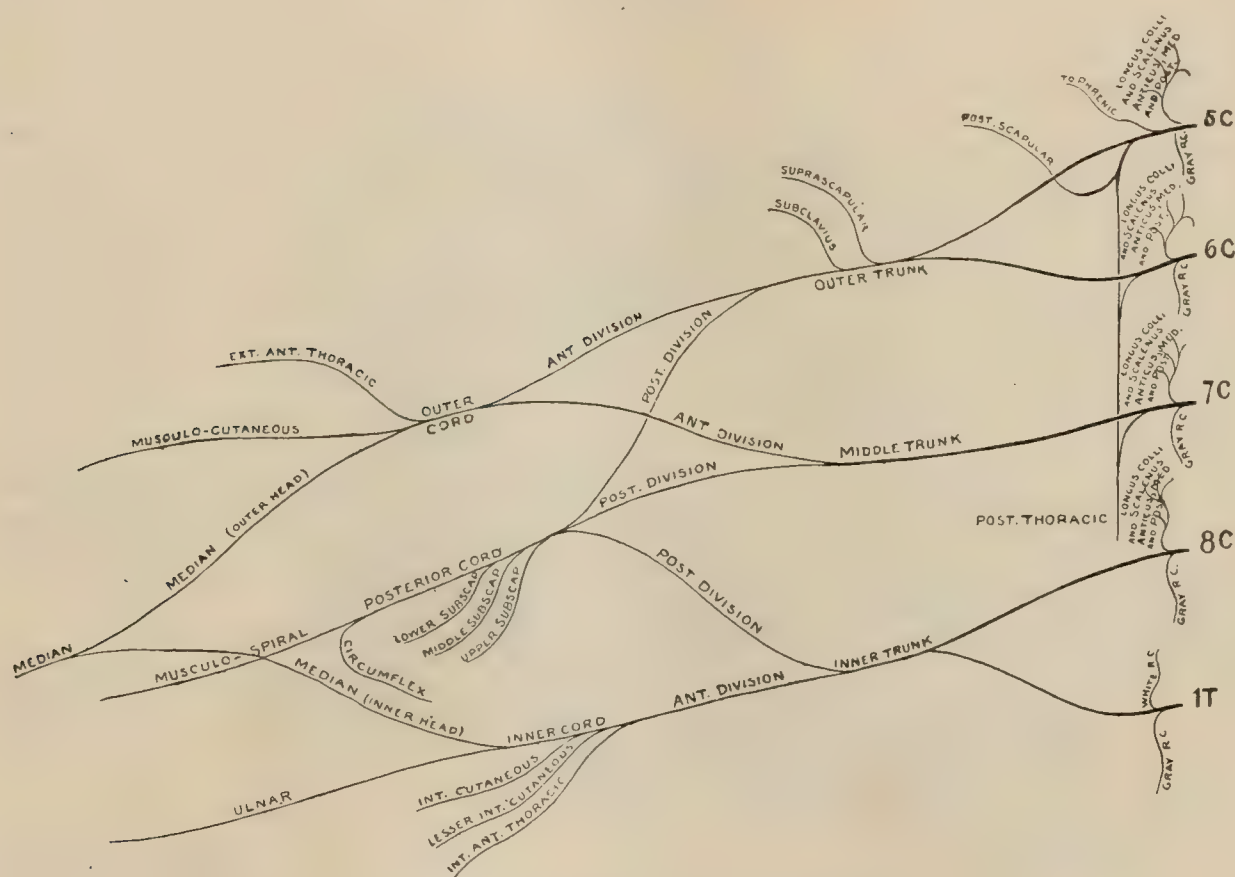 LONGUS COLLI
AND SCALENUS
ANTICUS, MED
AND POST.
TO PHRENIC
5C
POST. SCAPULAR
GRAY R.C.
SUPRASCAPULAR
SUBCLAVIUS
LONGUS COLLI,
AND SCALENUS
ANTICUS
AND POST, MED.
6C
OUTER TRUNK
GRAY R C
ANT. DIVISION
POST. DIVISION
EXT. ANT. THORACIC
LONGUS COLLI,
AND SCALENUS
ANTICUS, MED.
AND POST
7C
OUTER
CORD
MUSCULO-CUTANEOUS
ANT DIVISION
MIDDLE TRUNK
GRAY R C
POST. DIVISION
MEDIAN (OUTER HEAD)
LONGUS COLLI
AND SCALENUS
ANTICUS, MED
AND POST
POST. THORACIC
8C
POSTERIOR CORD
LOWER SUBSCAP
MIDDLE SUBSCAP
UPPER SUBSCAP
POST DIVISION
GRAY R C.
MEDIAN
MUSCULO-SPIRAL
CIRCUMFLEX
MEDIAN (INNER HEAD)
INNER TRUNK
ANT. DIVISION
WHITE R C
1T
INNER CORD
GRAY R C
ULNAR
INT. CUTANEOUS
LESSER INT. CUTANEOUS
INT. ANT. THORACIC